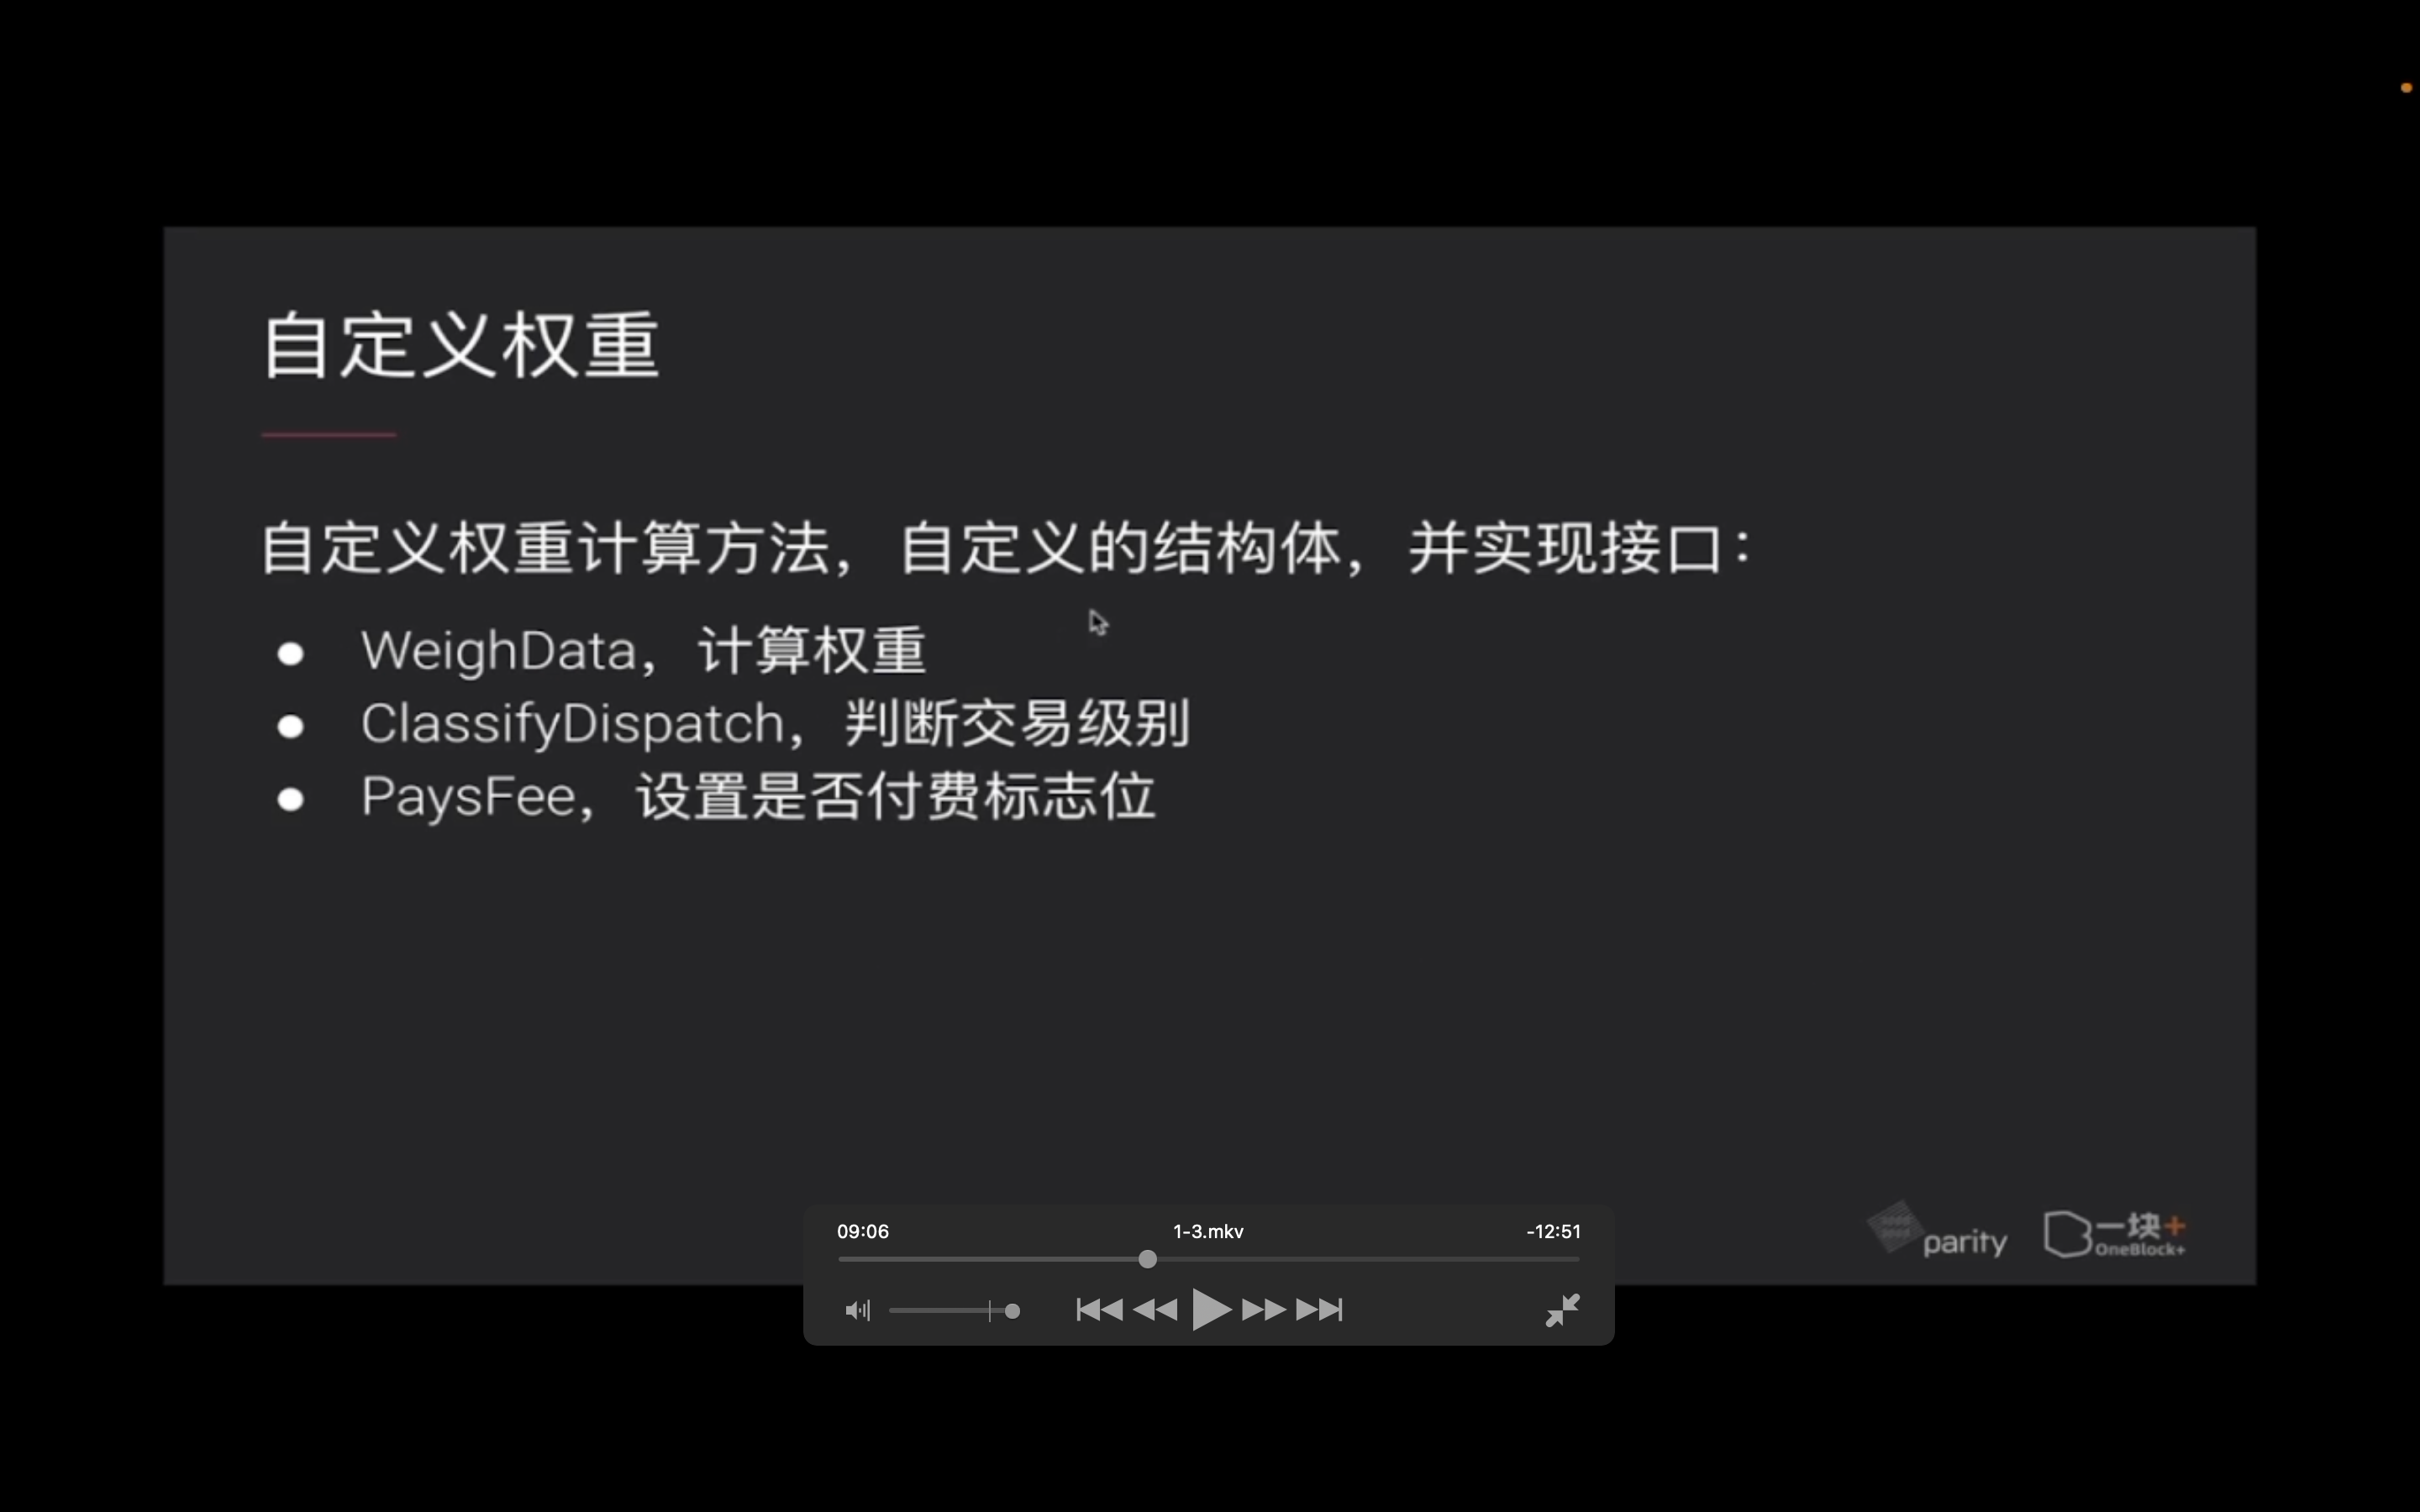 自定义权重
自定义权重计算方法，自定义的结构体，并实现接口：
● WeighData，计算权重
● ClassifyDispatch，判断交易级别
● PaysFee，设置是否付费标志位
parity
一块+
OneBlock+
09:06
1-3.mkv
-12:51